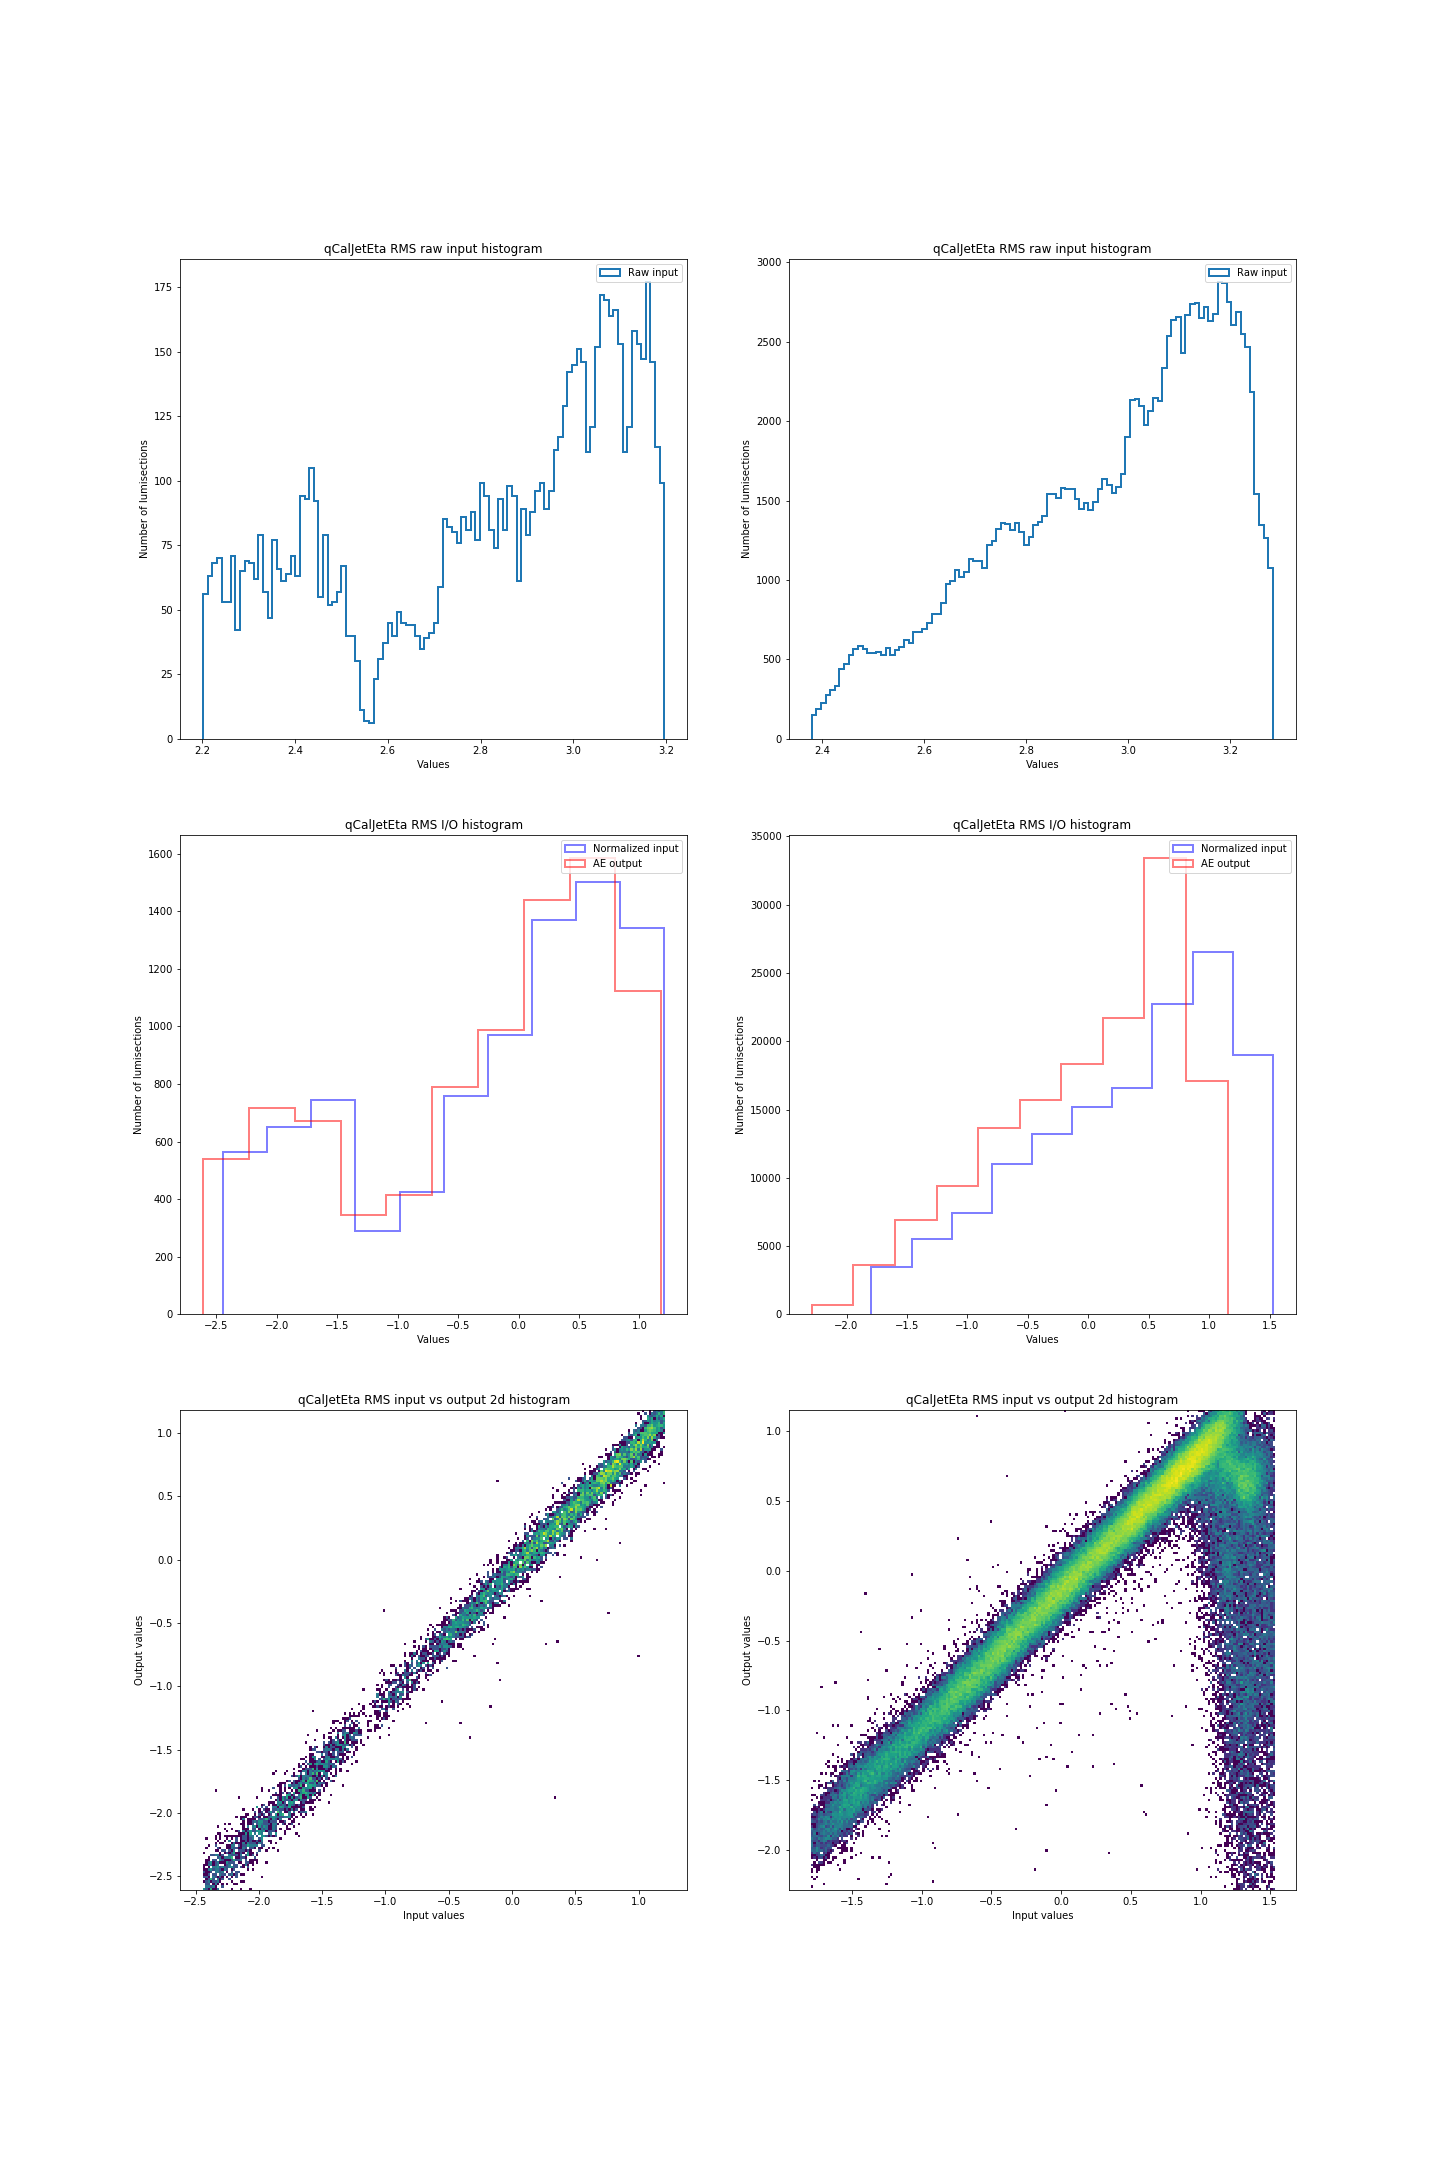 qCalJetEta RMS raw input histogram
Raw input
Number of lumisections
175
150
125
100
75
50
25
0
2.2 2.4 2.6 2.8 3.0 3.2
Values
qCalJetEta RMS raw input histogram
Raw input
Number of lumisections
3000
2500
2000
1500
1000
500
0
2.4 2.6 2.8 3.0 3.2
Values
qCalJetEta RMS I/O histogram
Normalized input
AE output
Number of lumisections
1600
1400
1200
1000
800
600
400
200
0
−2.5 −2.0 −1.5 −1.0 −0.5 0.0 0.5 1.0
Values
qCalJetEta RMS I/O histogram
Normalized input
AE output
Number of lumisections
35000
30000
25000
20000
15000
10000
5000
0
−2.0 −1.5 −1.0 −0.5 0.0 0.5 1.0 1.5
Values
qCalJetEta RMS input vs output 2d histogram
Output values
1.0
0.5
0.0
−0.5
−1.0
−1.5
−2.0
−2.5
−2.5 −2.0 −1.5 −1.0 −0.5 0.0 0.5 1.0
Input values
qCalJetEta RMS input vs output 2d histogram
Output values
1.0
0.5
0.0
−0.5
−1.0
−1.5
−2.0
−1.5 −1.0 −0.5 0.0 0.5 1.0 1.5
Input values